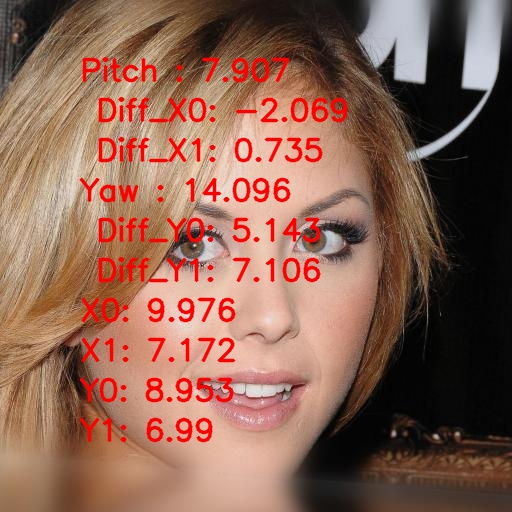 Pitch : 7.907
Diff_X0: -2.069
Diff_X1: 0.735
Yaw : 14.096
Diff_Y0: 5.143
Diff_Y1: 7.106
X0: 9.976
X1: 7.172
Y0: 8.953
Y1: 6.99